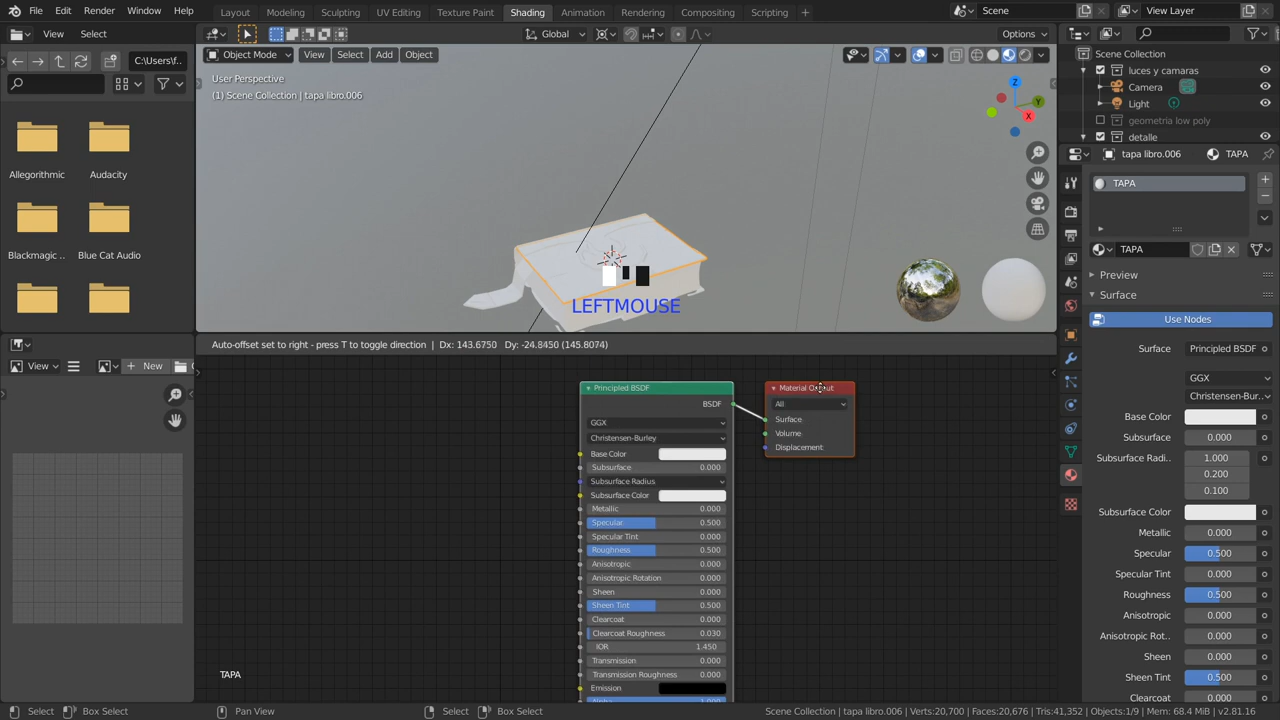 File Edit Render Window Help Layout Modeling Sculpting UV Editing Texture Paint Shading Animation Rendering Compositing Scripting + Scene View Layer
View Select Global Options
C:\Users\f..
Object Mode View Select Add Object
User Perspective
(1) Scene Collection | tapa libro.006
Allegorithmic Audacity
Blackmagic .. Blue Cat Audio
Z
Y
X
LEFTMOUSE
Scene Collection
luces y camaras
Camera
Light
geometria low poly
detalle
tapa libro.006 TAPA
TAPA
TAPA
Preview
Surface
Use Nodes
Surface Principled BSDF
GGX
Christensen-Bur..
Base Color
Subsurface 0.000
Subsurface Radi.. 1.000
0.200
0.100
Subsurface Color
Metallic 0.000
Specular 0.500
Specular Tint 0.000
Roughness 0.500
Anisotropic 0.000
Anisotropic Rot.. 0.000
Sheen 0.000
Sheen Tint 0.500
Clearcoat 0.000
View New
Auto-offset set to right - press T to toggle direction | Dx: 143.6750 Dy: -24.8450 (145.8074)
Principled BSDF
BSDF
GGX
Christensen-Burley
Base Color
Subsurface 0.000
Subsurface Radius
Subsurface Color
Metallic 0.000
Specular 0.500
Specular Tint 0.000
Roughness 0.500
Anisotropic 0.000
Anisotropic Rotation 0.000
Sheen 0.000
Sheen Tint 0.500
Clearcoat 0.000
Clearcoat Roughness 0.030
IOR 1.450
Transmission 0.000
Transmission Roughness 0.000
Emission
Material Output
All
Surface
Volume
Displacement
TAPA
Select Box Select Pan View Select Box Select Scene Collection | tapa libro.006 | Verts:20,700 | Faces:20,676 | Tris:41,352 | Objects:1/9 | Mem: 68.4 MiB | v2.81.16